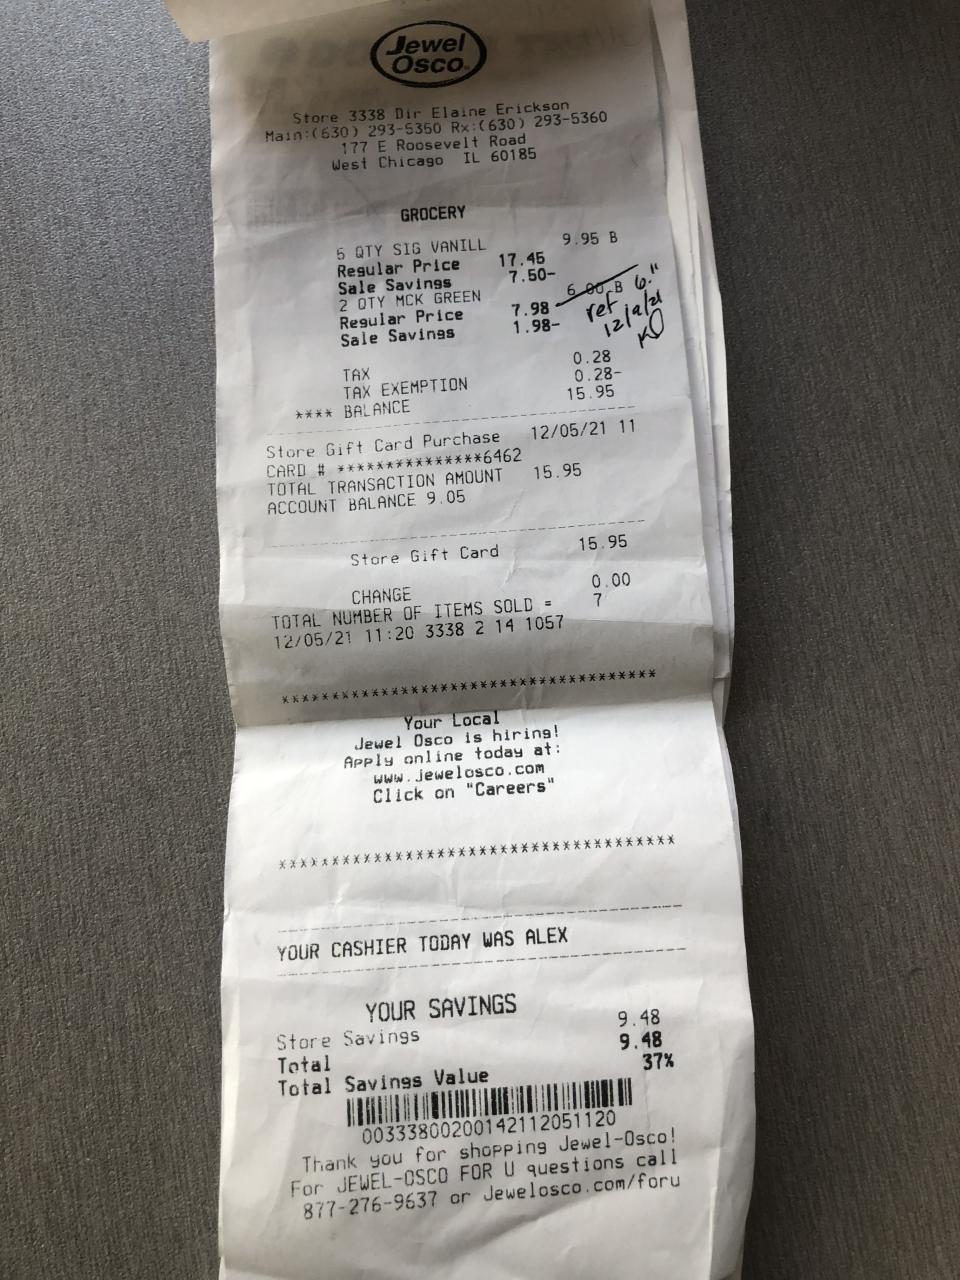 Jewel
Osco
Store 3338 Dir Elaine Erickson
Main:(630) 293-5350 Rx:(630) 293-5360
177 E Roosevelt Road
West Chicago IL 60185
GROCERY
5 QTY SIG VANILL 9.95 B
Regular Price 17.45
Sale Savings 7.50-
2 QTY MCK GREEN 6.00 B 6."
Regular Price 7.98 ref
Sale Savings 1.98- 12/9/21
KO
TAX 0.28
TAX EXEMPTION 0.28-
**** BALANCE 15.95
Store Gift Card Purchase 12/05/21 11
CARD # ***************6462
TOTAL TRANSACTION AMOUNT 15.95
ACCOUNT BALANCE 9.05
Store Gift Card 15.95
CHANGE 0.00
TOTAL NUMBER OF ITEMS SOLD = 7
12/05/21 11:20 3338 2 14 1057
************************************
Your Local
Jewel Osco is hiring!
Apply online today at:
www.jewelosco.com
Click on "Careers"
**************************************
YOUR CASHIER TODAY WAS ALEX
YOUR SAVINGS
Store Savings 9.48
Total 9.48
Total Savings Value 37%
00333800200142112051120
Thank you for shopping Jewel-Osco!
For JEWEL-OSCO FOR U questions call
877-276-9637 or Jewelosco.com/foru